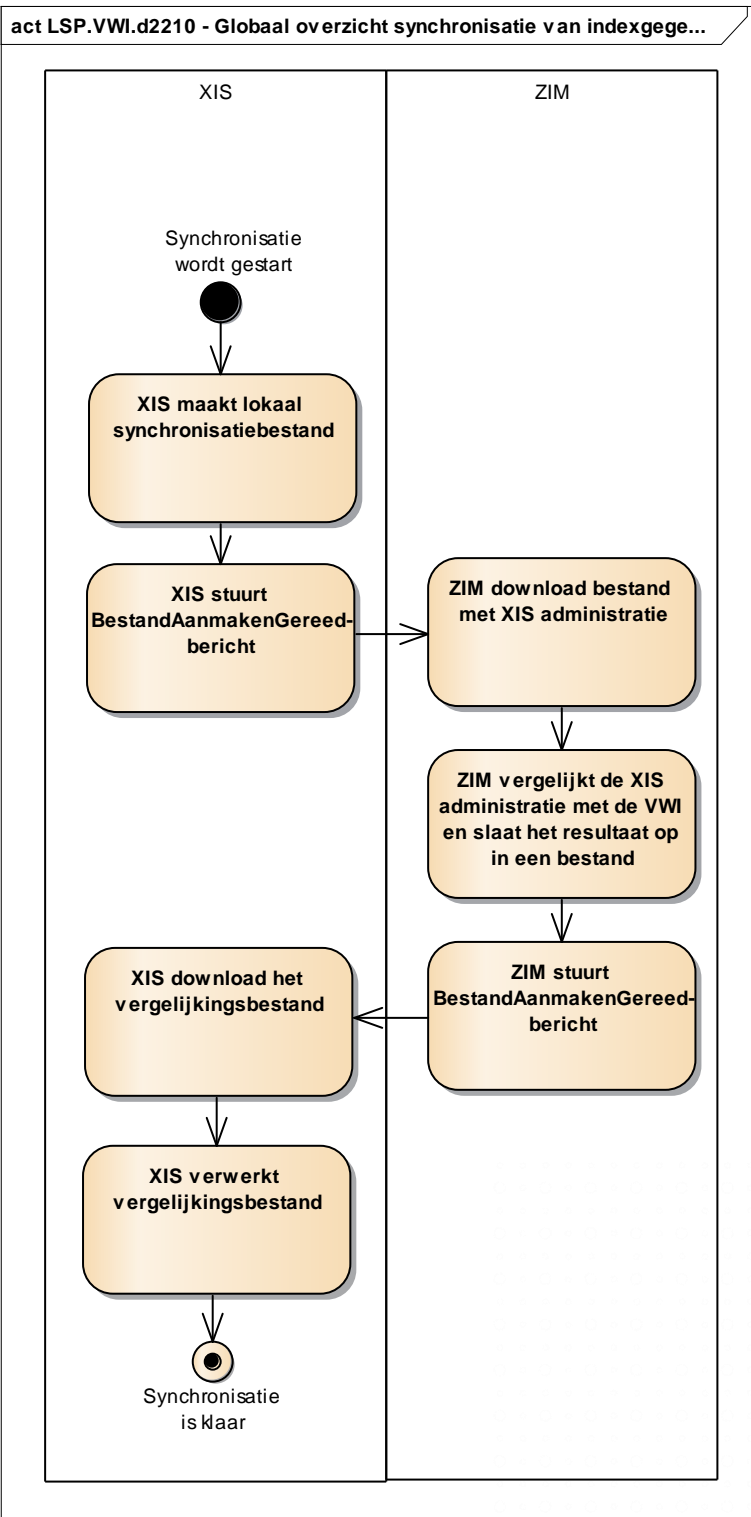 act LSP.VWI.d2210 - Globaal overzicht synchronisatie van indexgege...
XIS
ZIM
Synchronisatie
wordt gestart
XIS maakt lokaal
synchronisatiebestand
XIS stuurt
BestandAanmakenGereed-
bericht
ZIM download bestand
met XIS administratie
ZIM vergelijkt de XIS
administratie met de VWI
en slaat het resultaat op
in een bestand
ZIM stuurt
BestandAanmakenGereed-
bericht
XIS download het
vergelijkingsbestand
XIS verwerkt
vergelijkingsbestand
Synchronisatie
is klaar